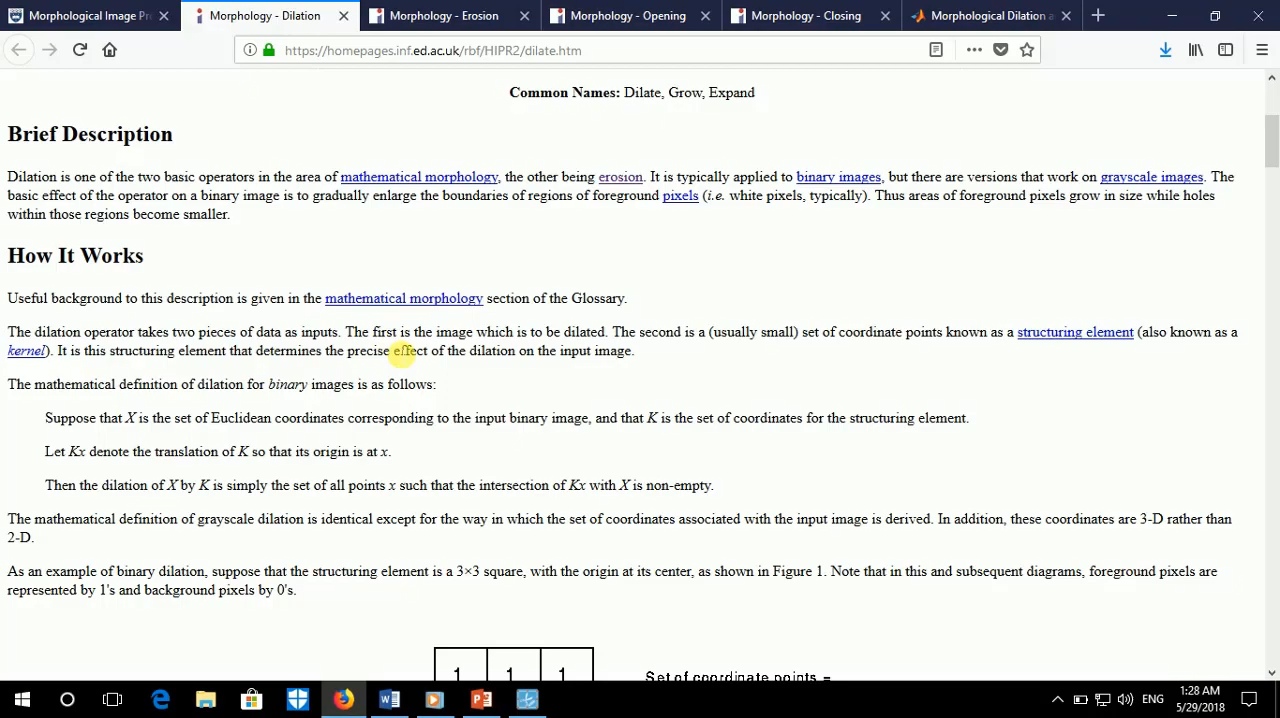 Morphological Image Pr
Morphology - Dilation
Morphology - Erosion
Morphology - Opening
Morphology - Closing
Morphological Dilation a
https://homepages.inf.ed.ac.uk/rbf/HIPR2/dilate.htm
Common Names: Dilate, Grow, Expand
Brief Description
Dilation is one of the two basic operators in the area of mathematical morphology, the other being erosion. It is typically applied to binary images, but there are versions that work on grayscale images. The
basic effect of the operator on a binary image is to gradually enlarge the boundaries of regions of foreground pixels (i.e. white pixels, typically). Thus areas of foreground pixels grow in size while holes
within those regions become smaller.
How It Works
Useful background to this description is given in the mathematical morphology section of the Glossary.
The dilation operator takes two pieces of data as inputs. The first is the image which is to be dilated. The second is a (usually small) set of coordinate points known as a structuring element (also known as a
kernel). It is this structuring element that determines the precise effect of the dilation on the input image.
The mathematical definition of dilation for binary images is as follows:
Suppose that X is the set of Euclidean coordinates corresponding to the input binary image, and that K is the set of coordinates for the structuring element.
Let Kx denote the translation of K so that its origin is at x.
Then the dilation of X by K is simply the set of all points x such that the intersection of Kx with X is non-empty.
The mathematical definition of grayscale dilation is identical except for the way in which the set of coordinates associated with the input image is derived. In addition, these coordinates are 3-D rather than
2-D.
As an example of binary dilation, suppose that the structuring element is a 3×3 square, with the origin at its center, as shown in Figure 1. Note that in this and subsequent diagrams, foreground pixels are
represented by 1's and background pixels by 0's.
1 1 1
Set of coordinate points =
ENG
1:28 AM
5/29/2018